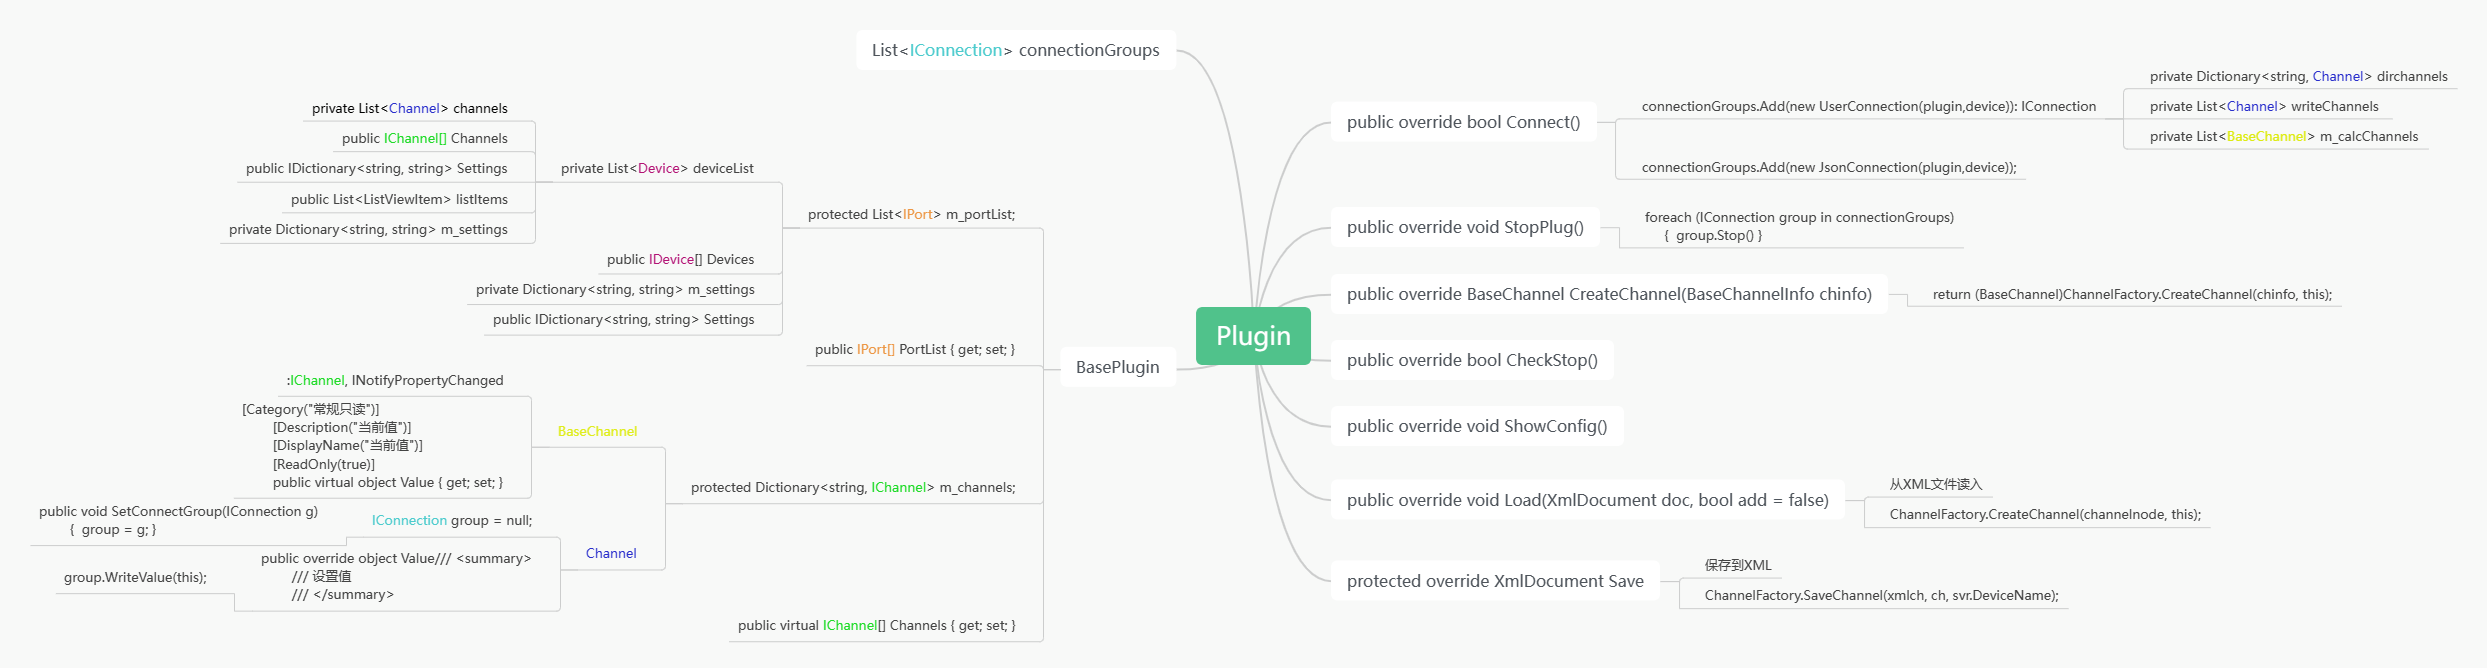 List<IConnection> connectionGroups
private List<Channel> channels
public IChannel[] Channels
public IDictionary<string, string> Settings
public List<ListViewItem> listItems
private Dictionary<string, string> m_settings
private List<Device> deviceList
public IDevice[] Devices
private Dictionary<string, string> m_settings
public IDictionary<string, string> Settings
protected List<IPort> m_portList;
public IPort[] PortList { get; set; }
:IChannel, INotifyPropertyChanged
[Category("常规只读")]
[Description("当前值")]
[DisplayName("当前值")]
[ReadOnly(true)]
public virtual object Value { get; set; }
BaseChannel
public void SetConnectGroup(IConnection g)
{  group = g; }
IConnection group = null;
group.WriteValue(this);
public override object Value/// <summary>
/// 设置值
/// </summary>
Channel
protected Dictionary<string, IChannel> m_channels;
public virtual IChannel[] Channels { get; set; }
BasePlugin
Plugin
public override bool Connect()
connectionGroups.Add(new UserConnection(plugin,device)): IConnection
private Dictionary<string, Channel> dirchannels
private List<Channel> writeChannels
private List<BaseChannel> m_calcChannels
connectionGroups.Add(new JsonConnection(plugin,device));
public override void StopPlug()
foreach (IConnection group in connectionGroups)
{  group.Stop() }
public override BaseChannel CreateChannel(BaseChannelInfo chinfo)
return (BaseChannel)ChannelFactory.CreateChannel(chinfo, this);
public override bool CheckStop()
public override void ShowConfig()
public override void Load(XmlDocument doc, bool add = false)
从XML文件读入
ChannelFactory.CreateChannel(channelnode, this);
protected override XmlDocument Save
保存到XML
ChannelFactory.SaveChannel(xmlch, ch, svr.DeviceName);